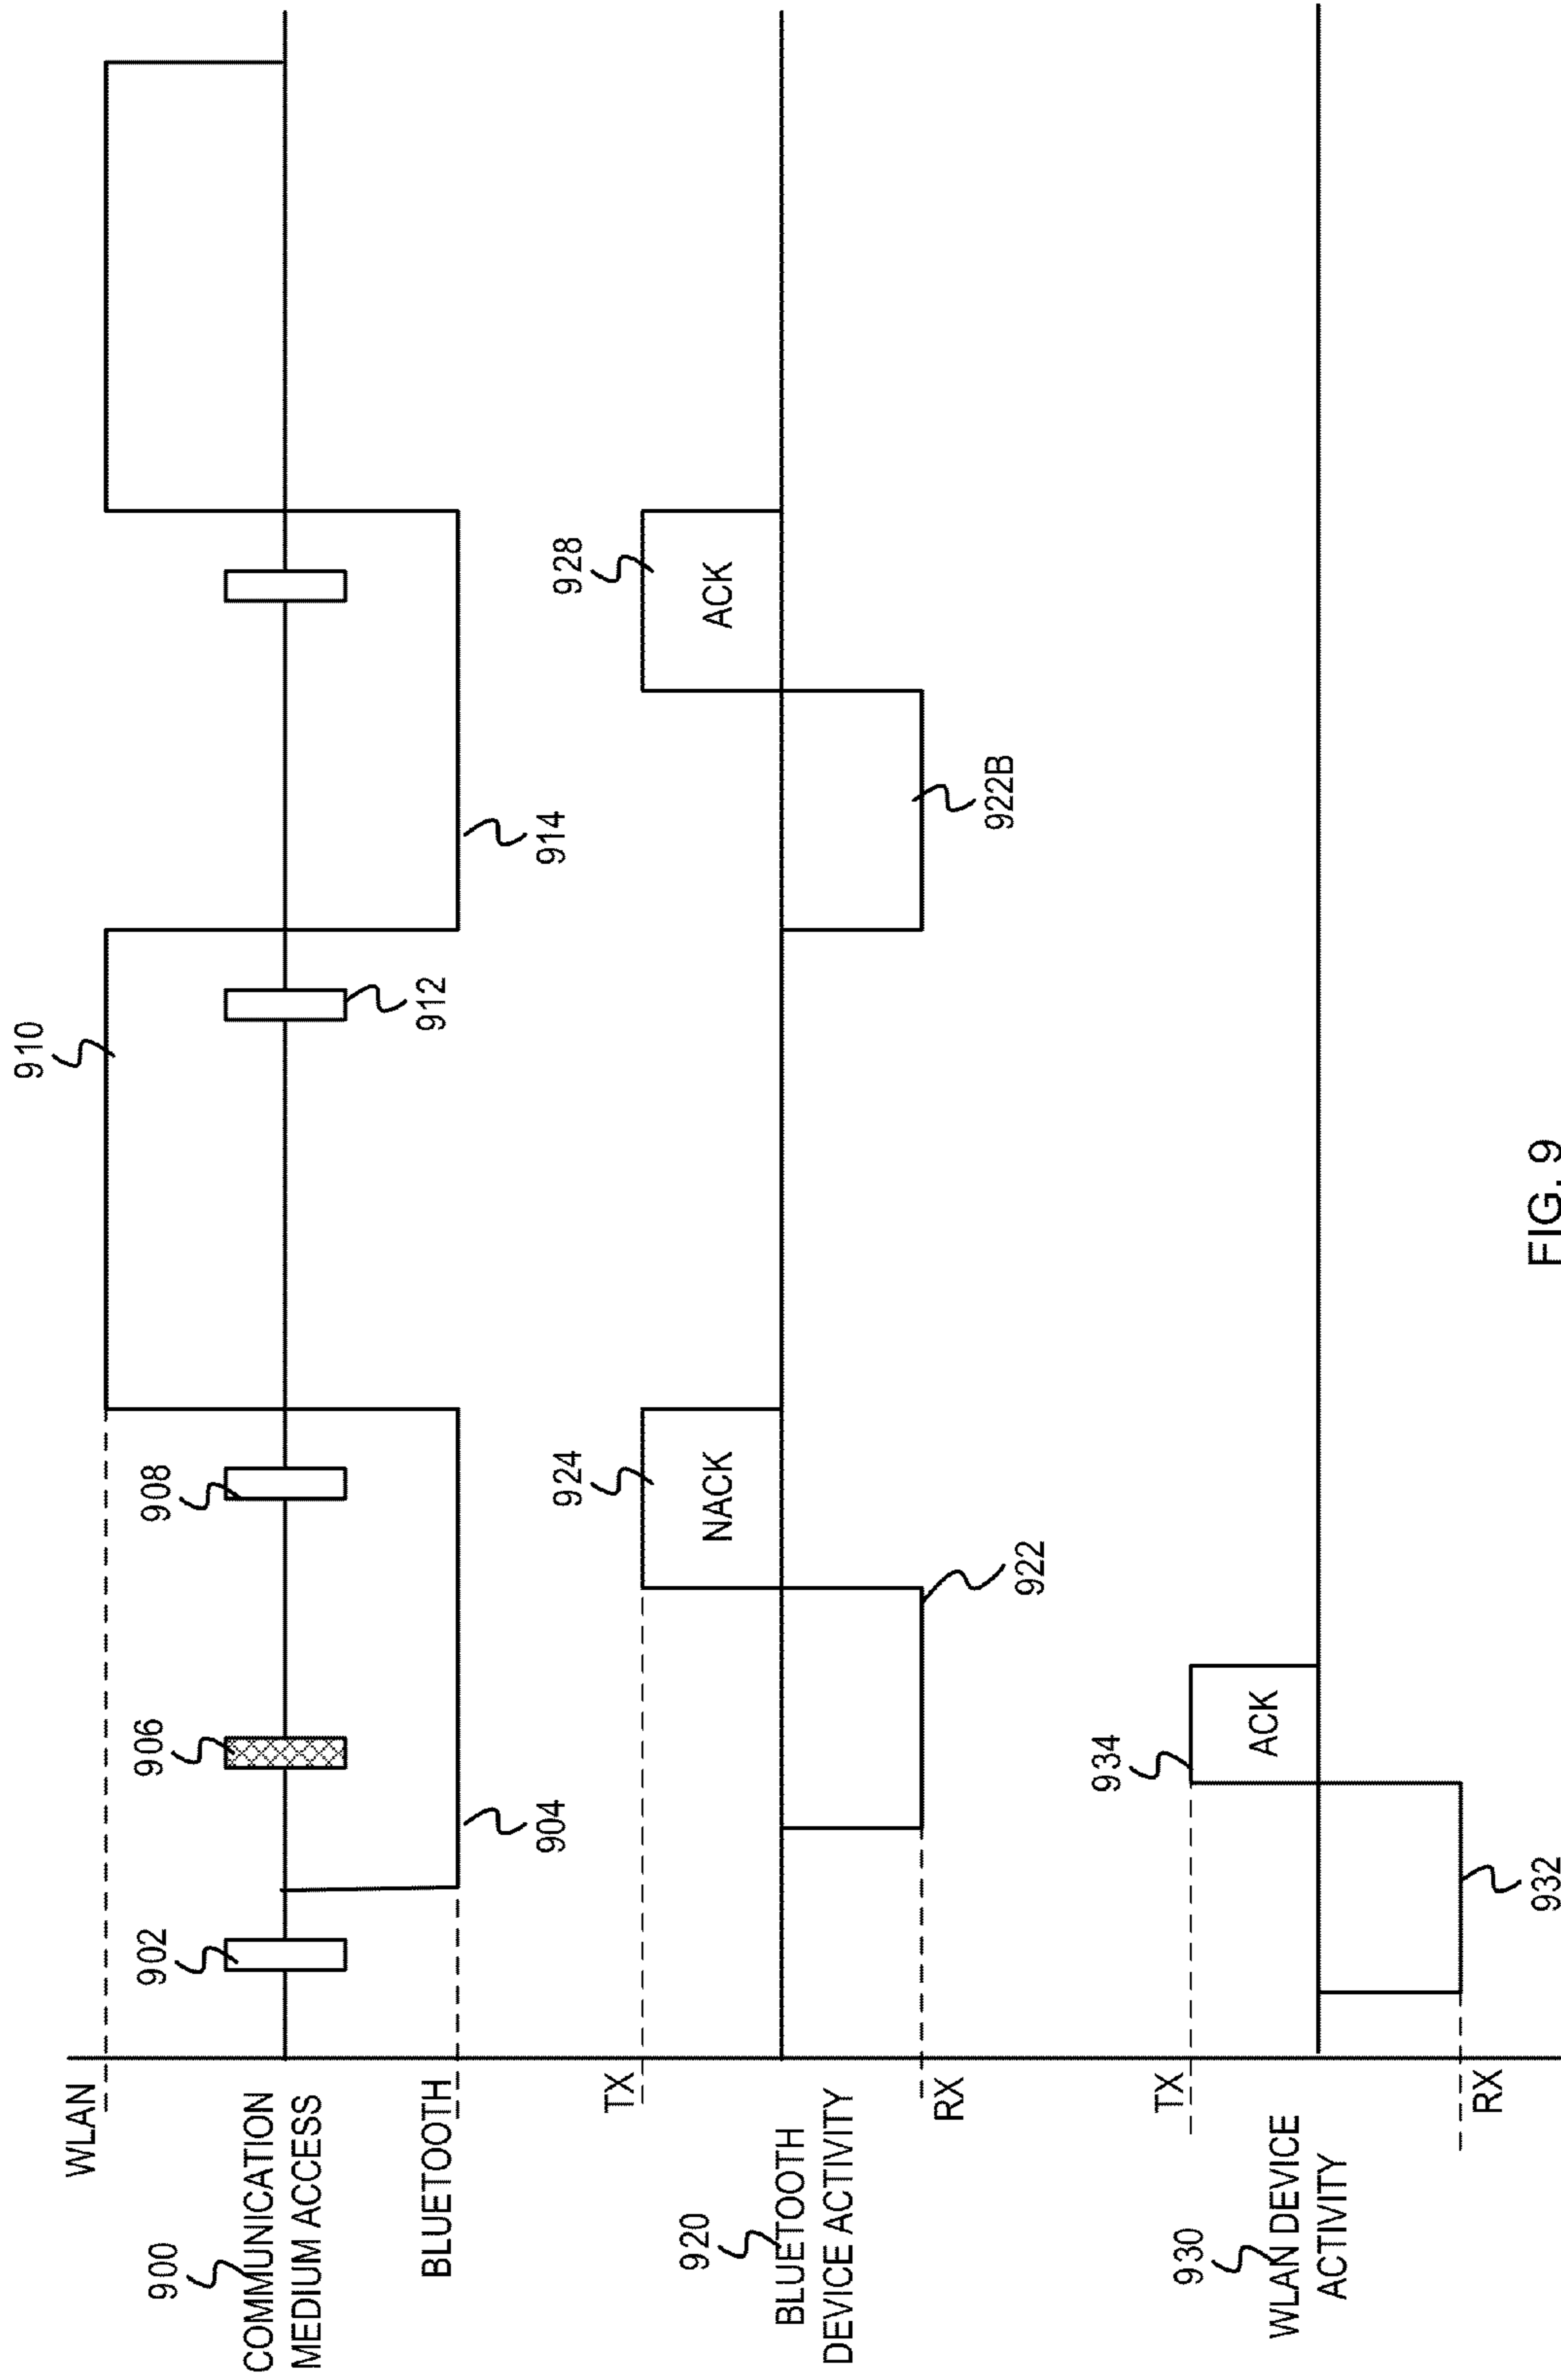 910
WLAN
902
906
908
912
900
COMMUNICATION
MEDIUM ACCESS
BLUETOOTH
904
914
924
928
TX
NACK
ACK
920
BLUETOOTH
DEVICE ACTIVITY
RX
922
922B
934
TX
ACK
930
WLAN DEVICE
ACTIVITY
RX
932
FIG. 9